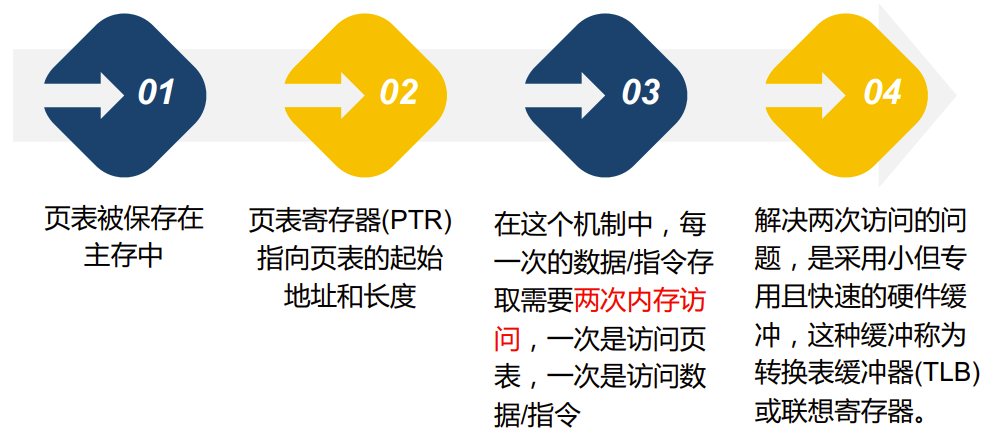 01
02
03
04
页表被保存在
主存中
页表寄存器(PTR)
指向页表的起始
地址和长度
在这个机制中，每
一次的数据/指令存
取需要两次内存访
问，一次是访问页
表，一次是访问数
据/指令
解决两次访问的问
题，是采用小但专
用且快速的硬件缓
冲，这种缓冲称为
转换表缓冲器(TLB)
或联想寄存器。